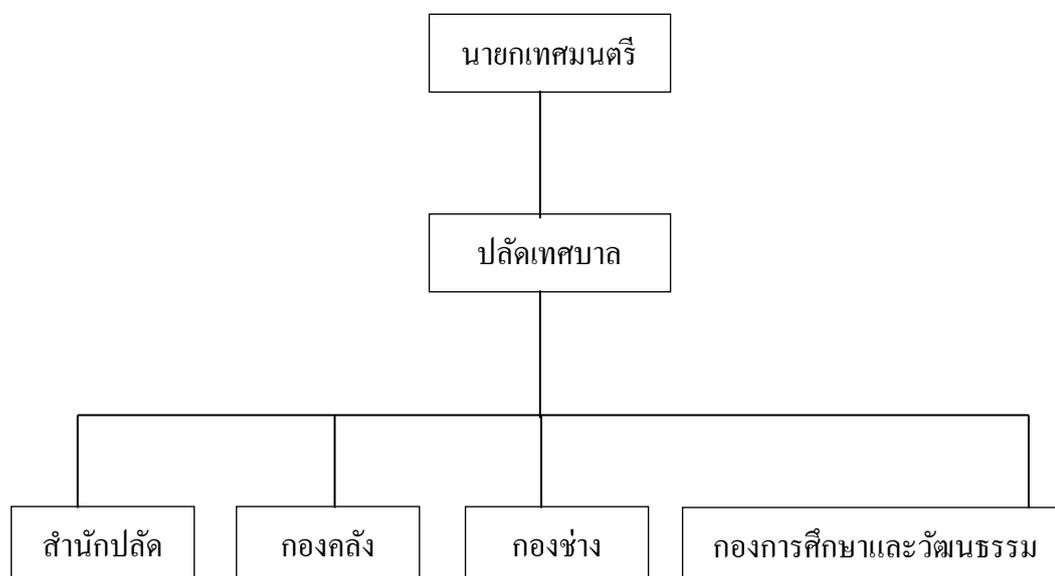 นายกเทศมนตรี
ปลัดเทศบาล
สำนักปลัด
กองคลัง
กองช่าง
กองการศึกษาและวัฒนธรรม